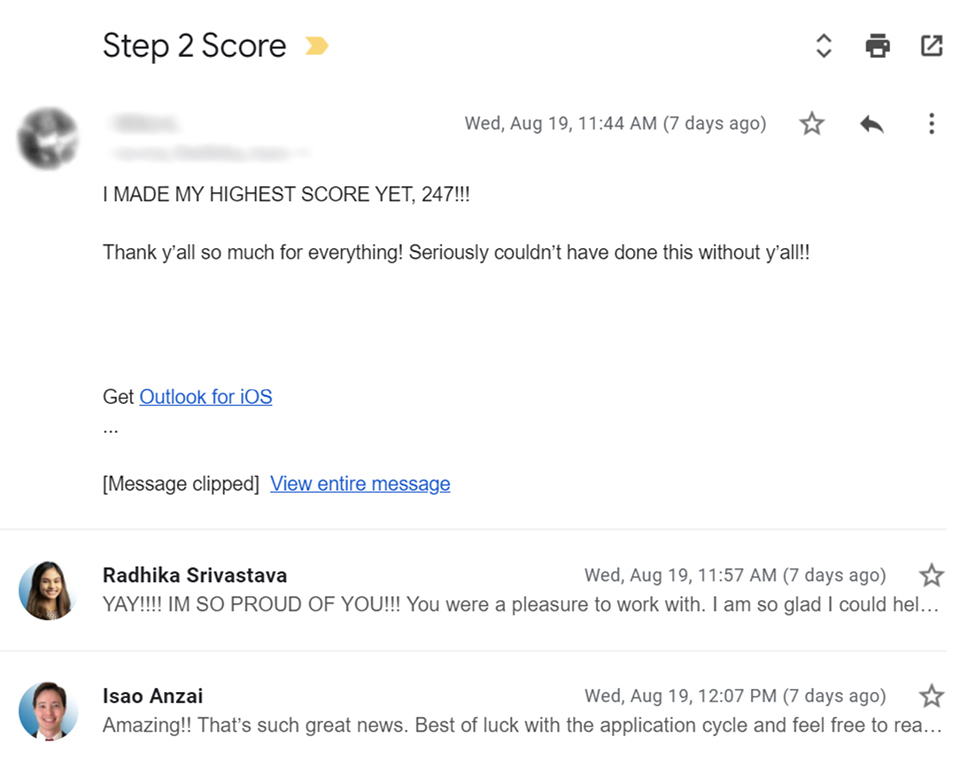 Step 2 Score
Wed, Aug 19, 11:44 AM (7 days ago)
I MADE MY HIGHEST SCORE YET, 247!!!
Thank y’all so much for everything! Seriously couldn’t have done this without y’all!!
Get Outlook for iOS
...
[Message clipped] View entire message
Radhika Srivastava Wed, Aug 19, 11:57 AM (7 days ago)
YAY!!!! IM SO PROUD OF YOU!!! You were a pleasure to work with. I am so glad I could hel...
Isao Anzai Wed, Aug 19, 12:07 PM (7 days ago)
Amazing!! That’s such great news. Best of luck with the application cycle and feel free to rea...